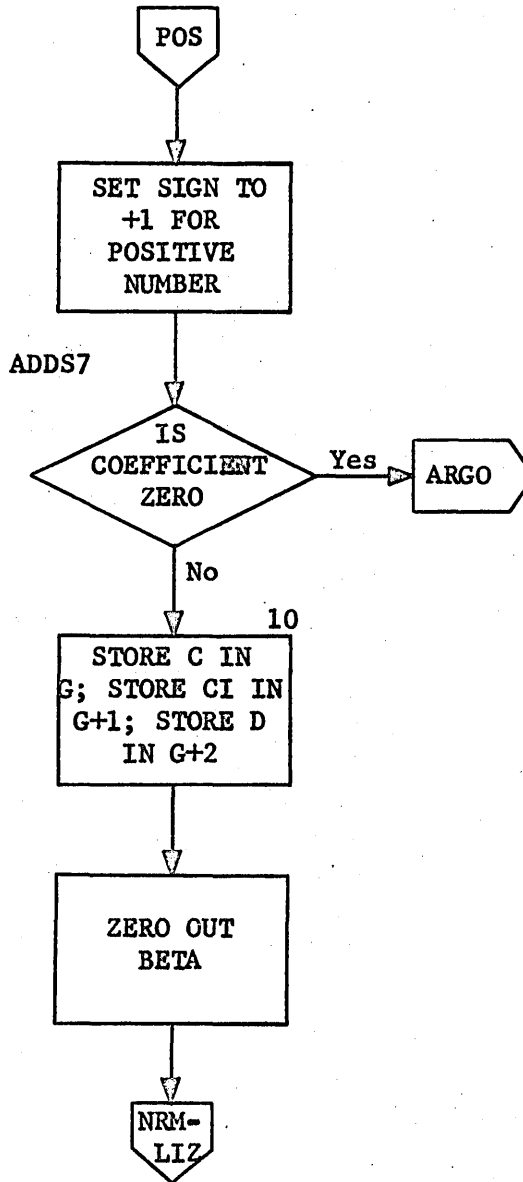 POS
SET SIGN TO
+1 FOR
POSITIVE
NUMBER
ADDS7
IS
COEFFICIENT
ZERO
Yes
ARGO
No
10
STORE C IN
G; STORE CI IN
G+1; STORE D
IN G+2
ZERO OUT
BETA
NRM-
LIZ